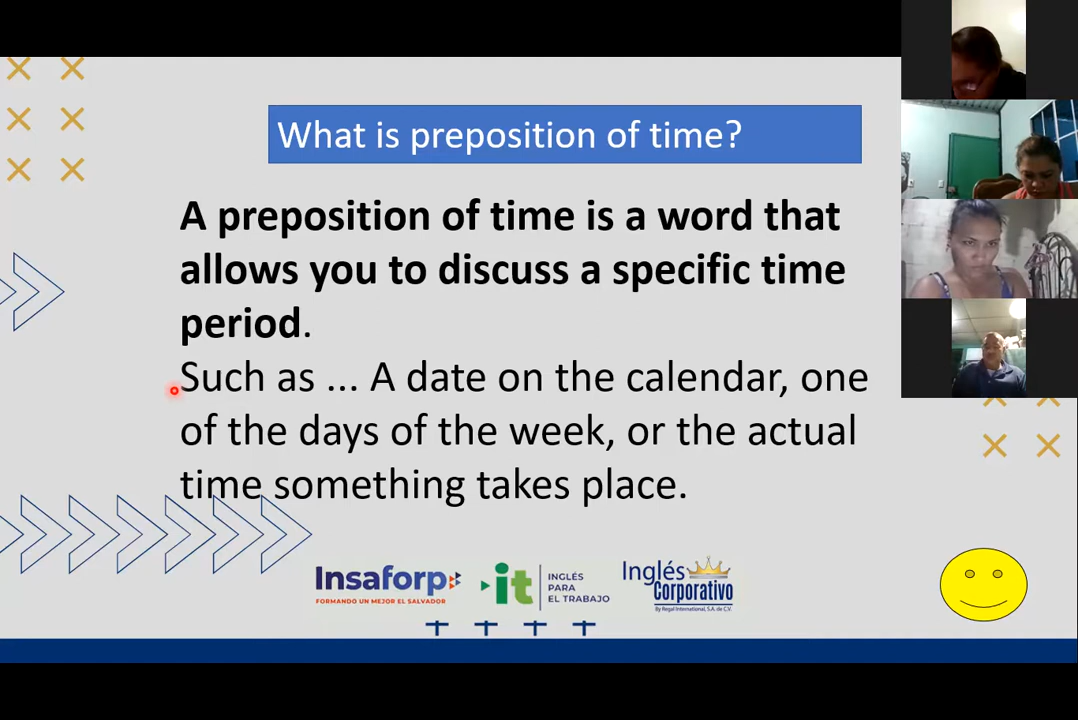 What is preposition of time?
A preposition of time is a word that
allows you to discuss a specific time
period.
Such as ... A date on the calendar, one
of the days of the week, or the actual
time something takes place.
Insaforp
FORMANDO UN MEJOR EL SALVADOR
it
INGLÉS
PARA
EL TRABAJO
Inglés
Corporativo
By Regal International, S.A. de C.V.